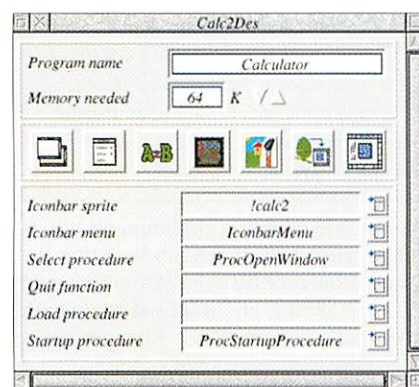 Calc2Des
Program name Calculator
Memory needed 64 K
A-B
Iconbar sprite !calc2
Iconbar menu IconbarMenu
Select procedure ProcOpenWindow
Quit function
Load procedure
Startup procedure ProcStartupProcedure